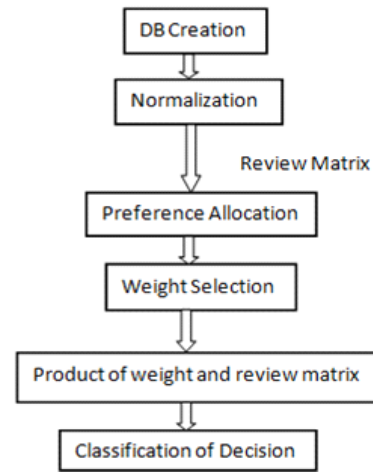 DB Creation
Normalization
Review Matrix
Preference Allocation
Weight Selection
Product of weight and review matrix
Classification of Decision